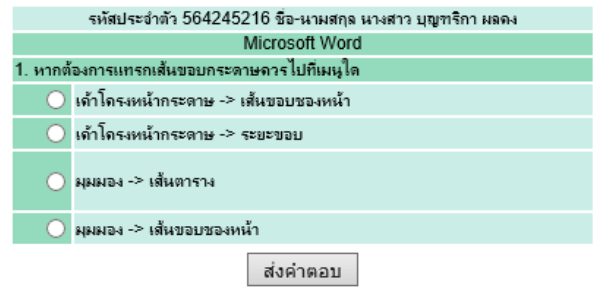 รหัสประจำตัว 564245216 ชื่อ-นามสกุล นางสาว บุญฑริกา ผลดง
Microsoft Word
1. หากต้องการแทรกเส้นขอบกระดาษควรไปที่เมนูใด
เค้าโครงหน้ากระดาษ -> เส้นขอบของหน้า
เค้าโครงหน้ากระดาษ -> ระยะขอบ
มุมมอง -> เส้นตาราง
มุมมอง -> เส้นขอบของหน้า
ส่งคำตอบ